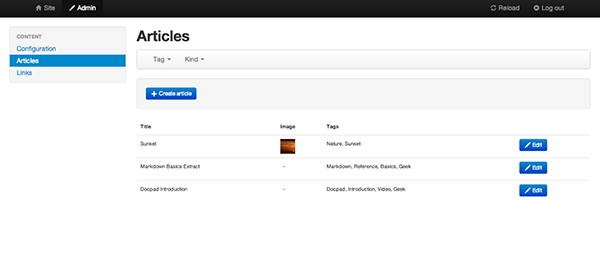 Site Admin Reload Log out
CONTENT
Configuration
Articles
Links
Articles
Tag Kind
Create article
Title Image Tags
Sunset Nature, Sunset Edit
Markdown Basics Extract - Markdown, Reference, Basics, Geek Edit
Docpad Introduction - Docpad, Introduction, Video, Geek Edit